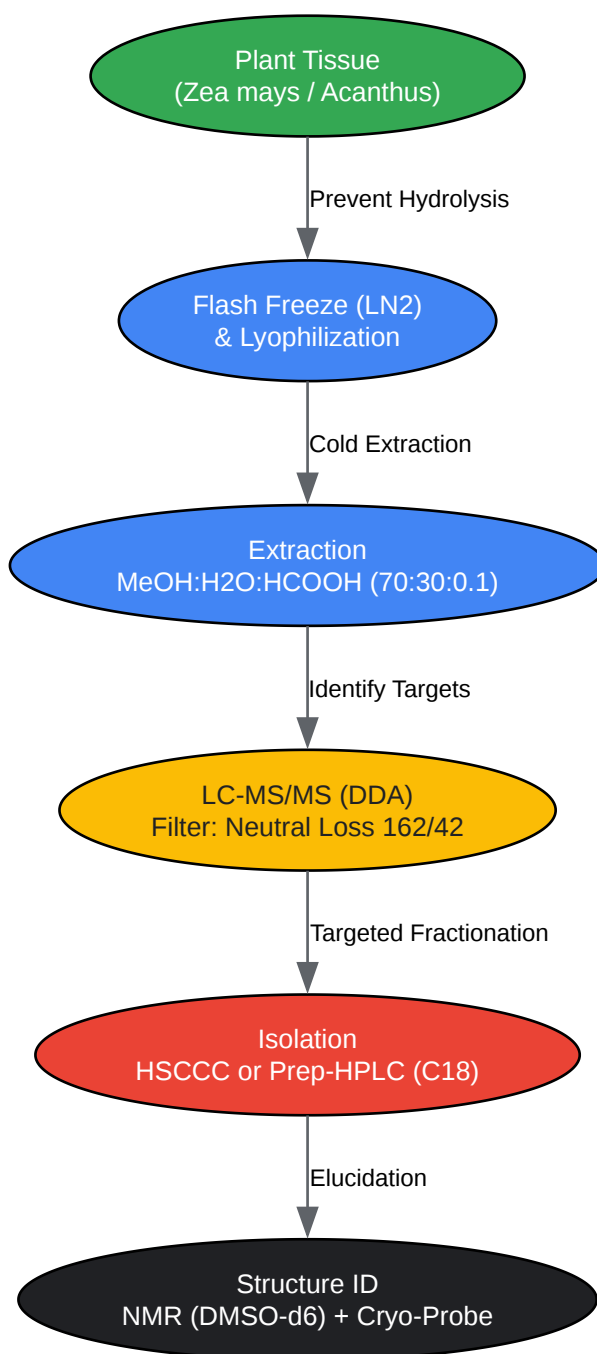 Plant Tissue
(Zea mays / Acanthus)
Prevent Hydrolysis
Flash Freeze (LN2)
& Lyophilization
Cold Extraction
Extraction
MeOH:H2O:HCOOH (70:30:0.1)
Identify Targets
LC-MS/MS (DDA)
Filter: Neutral Loss 162/42
Targeted Fractionation
Isolation
HSCCC or Prep-HPLC (C18)
Elucidation
Structure ID
NMR (DMSO-d6) + Cryo-Probe